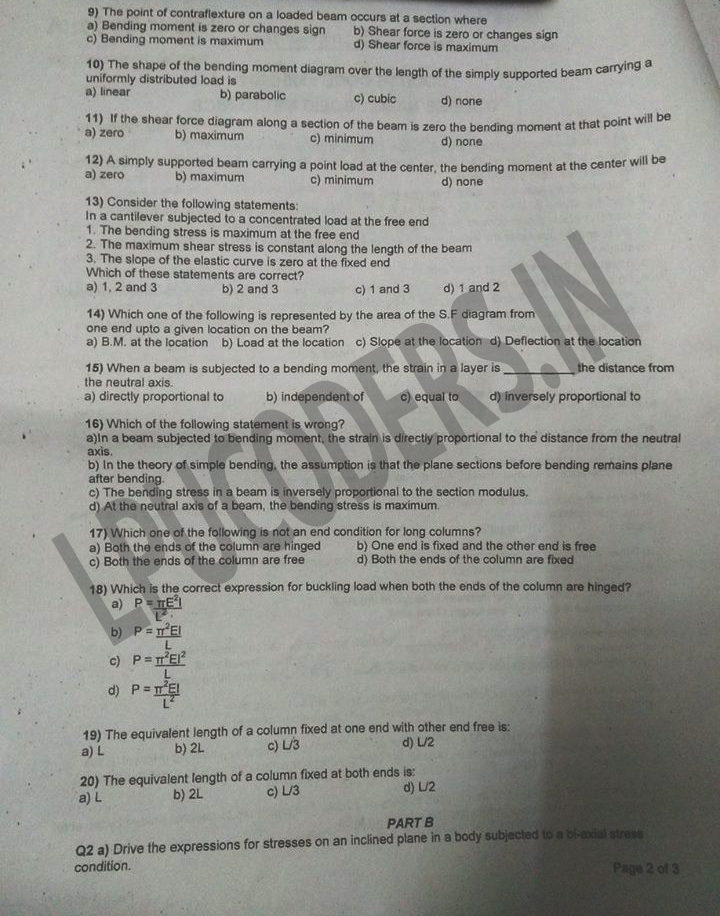 9) The point of contraflexture on a loaded beam occurs at a section where
a) Bending moment is zero or changes sign b) Shear force is zero or changes sign
c) Bending moment is maximum d) Shear force is maximum
10) The shape of the bending moment diagram over the length of the simply supported beam carrying a
uniformly distributed load is
a) linear b) parabolic c) cubic d) none
11) If the shear force diagram along a section of the beam is zero the bending moment at that point will be
a) zero b) maximum c) minimum d) none
12) A simply supported beam carrying a point load at the center, the bending moment at the center will be
a) zero b) maximum c) minimum d) none
13) Consider the following statements:
In a cantilever subjected to a concentrated load at the free end
1. The bending stress is maximum at the free end
2. The maximum shear stress is constant along the length of the beam
3. The slope of the elastic curve is zero at the fixed end
Which of these statements are correct?
a) 1, 2 and 3 b) 2 and 3 c) 1 and 3 d) 1 and 2
14) Which one of the following is represented by the area of the S.F diagram from
one end upto a given location on the beam?
a) B.M. at the location b) Load at the location c) Slope at the location d) Deflection at the location
15) When a beam is subjected to a bending moment, the strain in a layer is __________ the distance from
the neutral axis.
a) directly proportional to b) independent of c) equal to d) inversely proportional to
16) Which of the following statement is wrong?
a)In a beam subjected to bending moment, the strain is directly proportional to the distance from the neutral
axis.
b) In the theory of simple bending, the assumption is that the plane sections before bending remains plane
after bending.
c) The bending stress in a beam is inversely proportional to the section modulus.
d) At the neutral axis of a beam, the bending stress is maximum.
17) Which one of the following is not an end condition for long columns?
a) Both the ends of the column are hinged b) One end is fixed and the other end is free
c) Both the ends of the column are free d) Both the ends of the column are fixed
18) Which is the correct expression for buckling load when both the ends of the column are hinged?
a) P = πE²I
L².
b) P = π²EI
L
c) P = π²EI²
L
d) P = π²EI
L²
19) The equivalent length of a column fixed at one end with other end free is:
a) L b) 2L c) L/3 d) L/2
20) The equivalent length of a column fixed at both ends is:
a) L b) 2L c) L/3 d) L/2
PART B
Q2 a) Drive the expressions for stresses on an inclined plane in a body subjected to a bi-axial stress
condition.
Page 2 of 3
LPUCODERS.IN